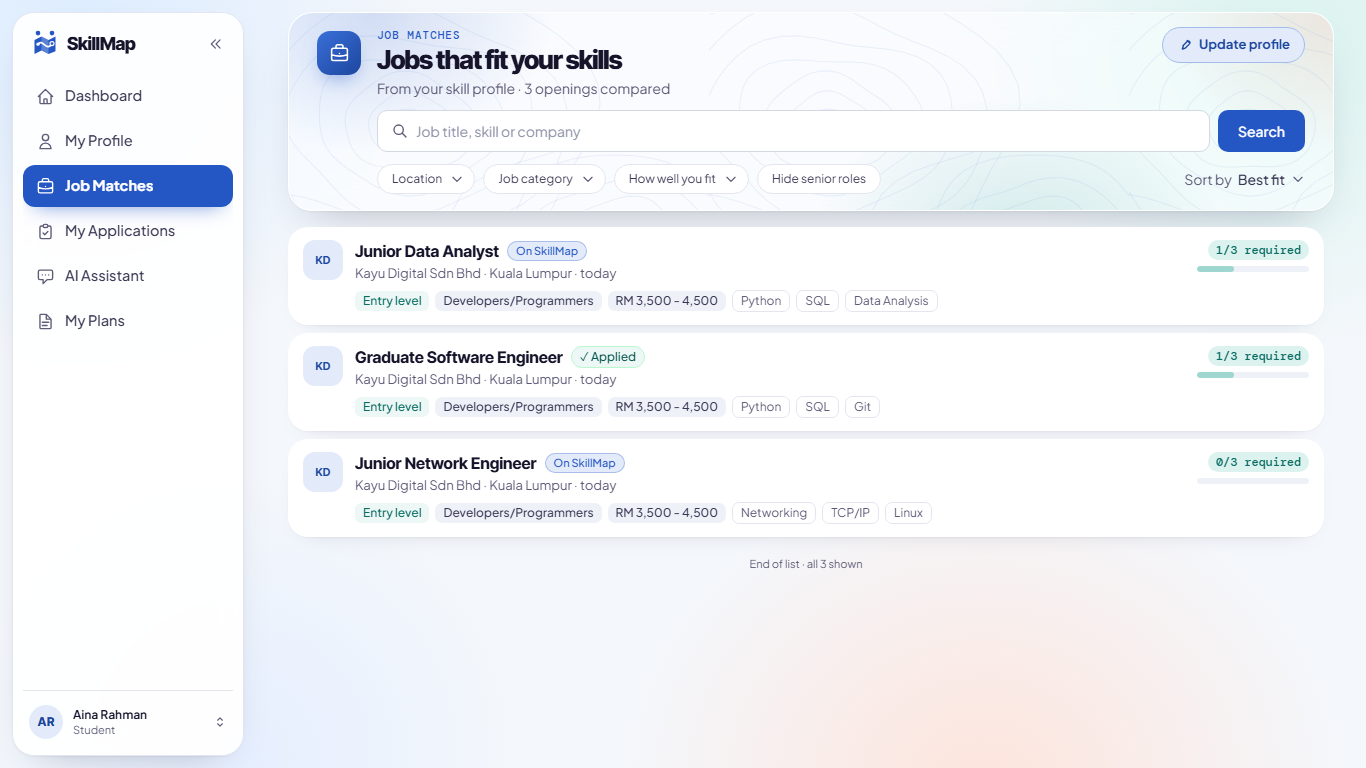 SkillMap
Dashboard
My Profile
Job Matches
My Applications
AI Assistant
My Plans
AR
Aina Rahman
Student
JOB MATCHES
Jobs that fit your skills
From your skill profile · 3 openings compared
Update profile
Job title, skill or company
Search
Location
Job category
How well you fit
Hide senior roles
Sort by Best fit
KD
Junior Data Analyst On SkillMap
1/3 required
Kayu Digital Sdn Bhd · Kuala Lumpur · today
Entry level Developers/Programmers RM 3,500 - 4,500 Python SQL Data Analysis
KD
Graduate Software Engineer ✓ Applied
1/3 required
Kayu Digital Sdn Bhd · Kuala Lumpur · today
Entry level Developers/Programmers RM 3,500 - 4,500 Python SQL Git
KD
Junior Network Engineer On SkillMap
0/3 required
Kayu Digital Sdn Bhd · Kuala Lumpur · today
Entry level Developers/Programmers RM 3,500 - 4,500 Networking TCP/IP Linux
End of list · all 3 shown